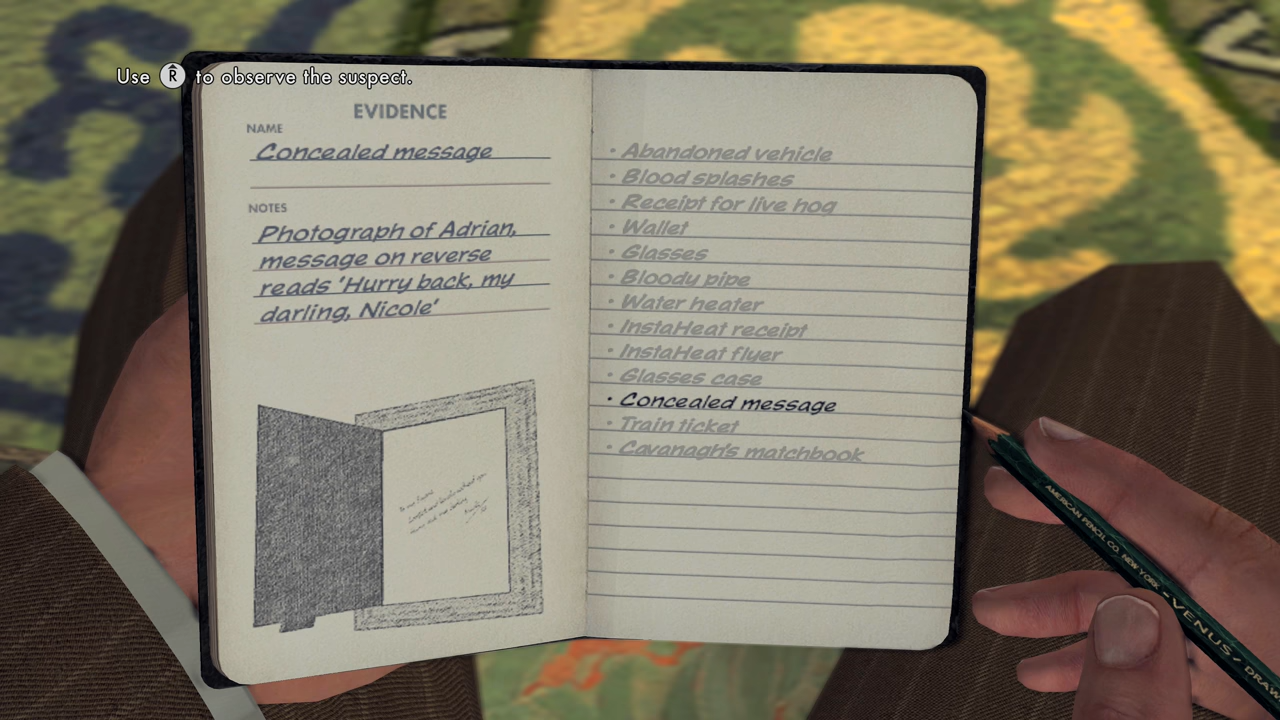 Use R to observe the suspect.
EVIDENCE
NAME
Concealed message
NOTES
Photograph of Adrian,
message on reverse
reads 'Hurry back, my
darling, Nicole'
• Abandoned vehicle
• Blood splashes
• Receipt for live hog
• Wallet
• Glasses
• Bloody pipe
• Water heater
• InstaHeat receipt
• InstaHeat flyer
• Glasses case
• Concealed message
• Train ticket
• Cavanagh's matchbook
AMERICAN PENCIL CO. NEW YORK VENUS DRAW